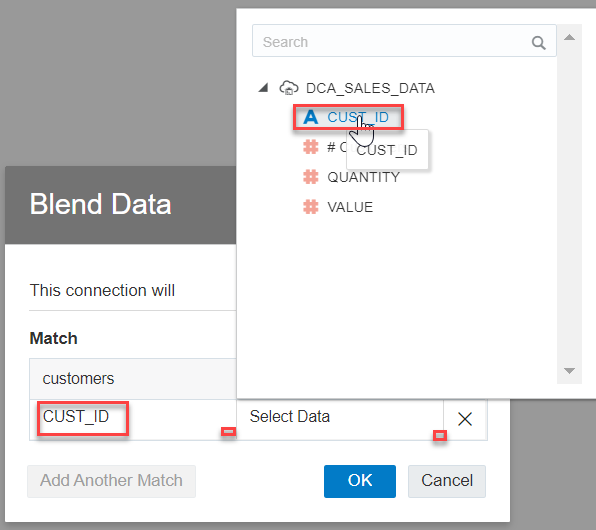 Search
DCA_SALES_DATA
A CUST_ID
# C
CUST_ID
QUANTITY
VALUE
Blend Data
This connection will
Match
customers
CUST_ID
Select Data
Add Another Match
OK
Cancel